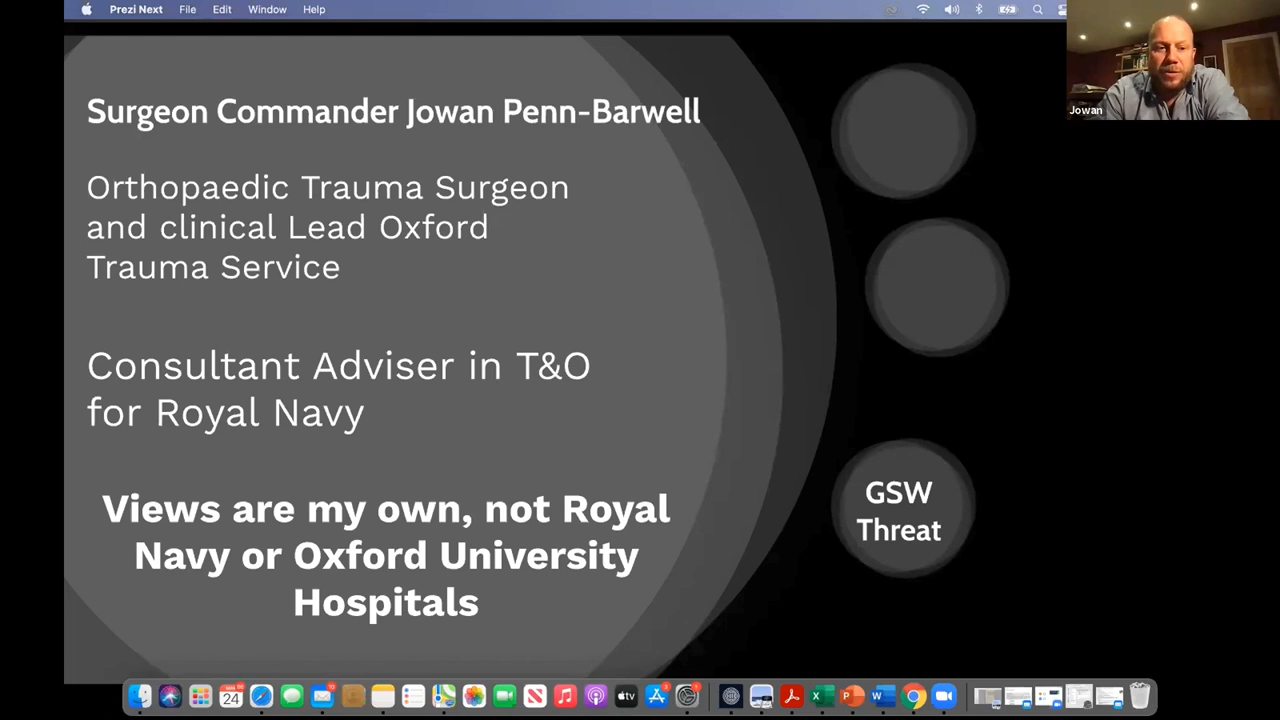 Prezi Next File Edit Window Help
Jowan
Surgeon Commander Jowan Penn-Barwell
Orthopaedic Trauma Surgeon
and clinical Lead Oxford
Trauma Service
Consultant Adviser in T&O
for Royal Navy
Views are my own, not Royal
Navy or Oxford University
Hospitals
GSW
Threat
24
tv